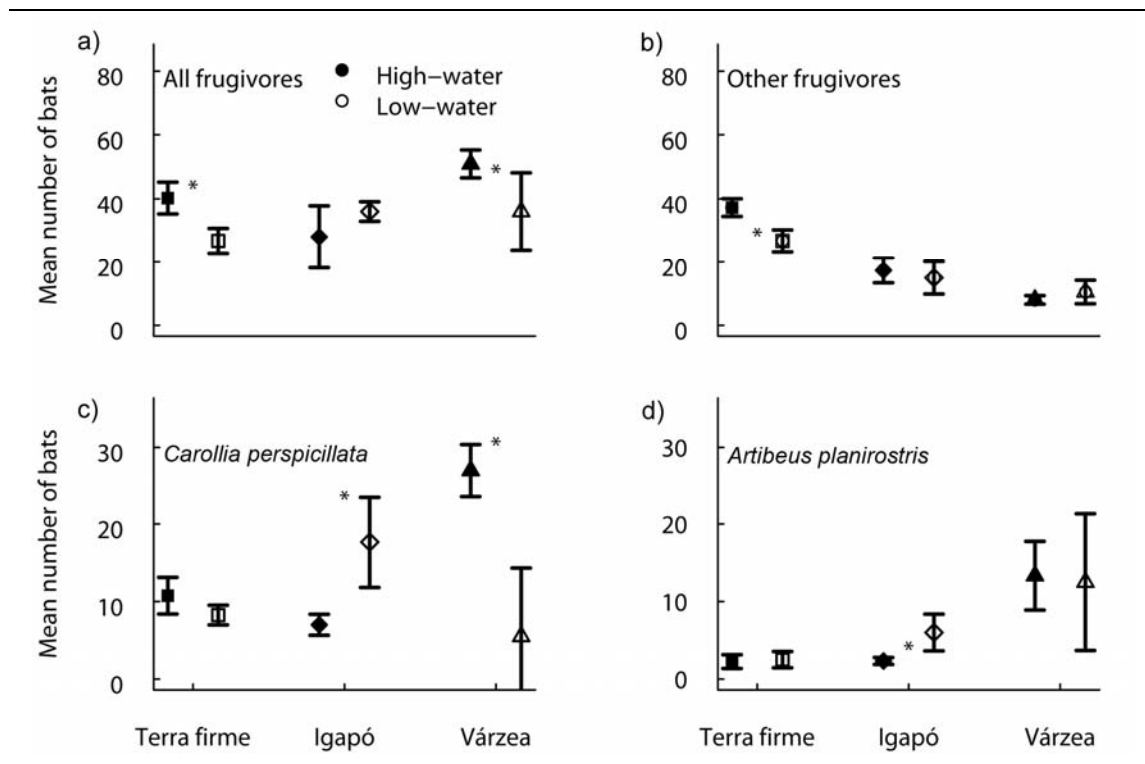 a)
All frugivores
High−water
Low−water
Mean number of bats
80
60
40
20
0
*
*
b)
Other frugivores
80
60
40
20
0
*
c)
Carollia perspicillata
Mean number of bats
30
20
10
0
*
*
Terra firme
Igapó
Várzea
d)
Artibeus planirostris
30
20
10
0
*
Terra firme
Igapó
Várzea